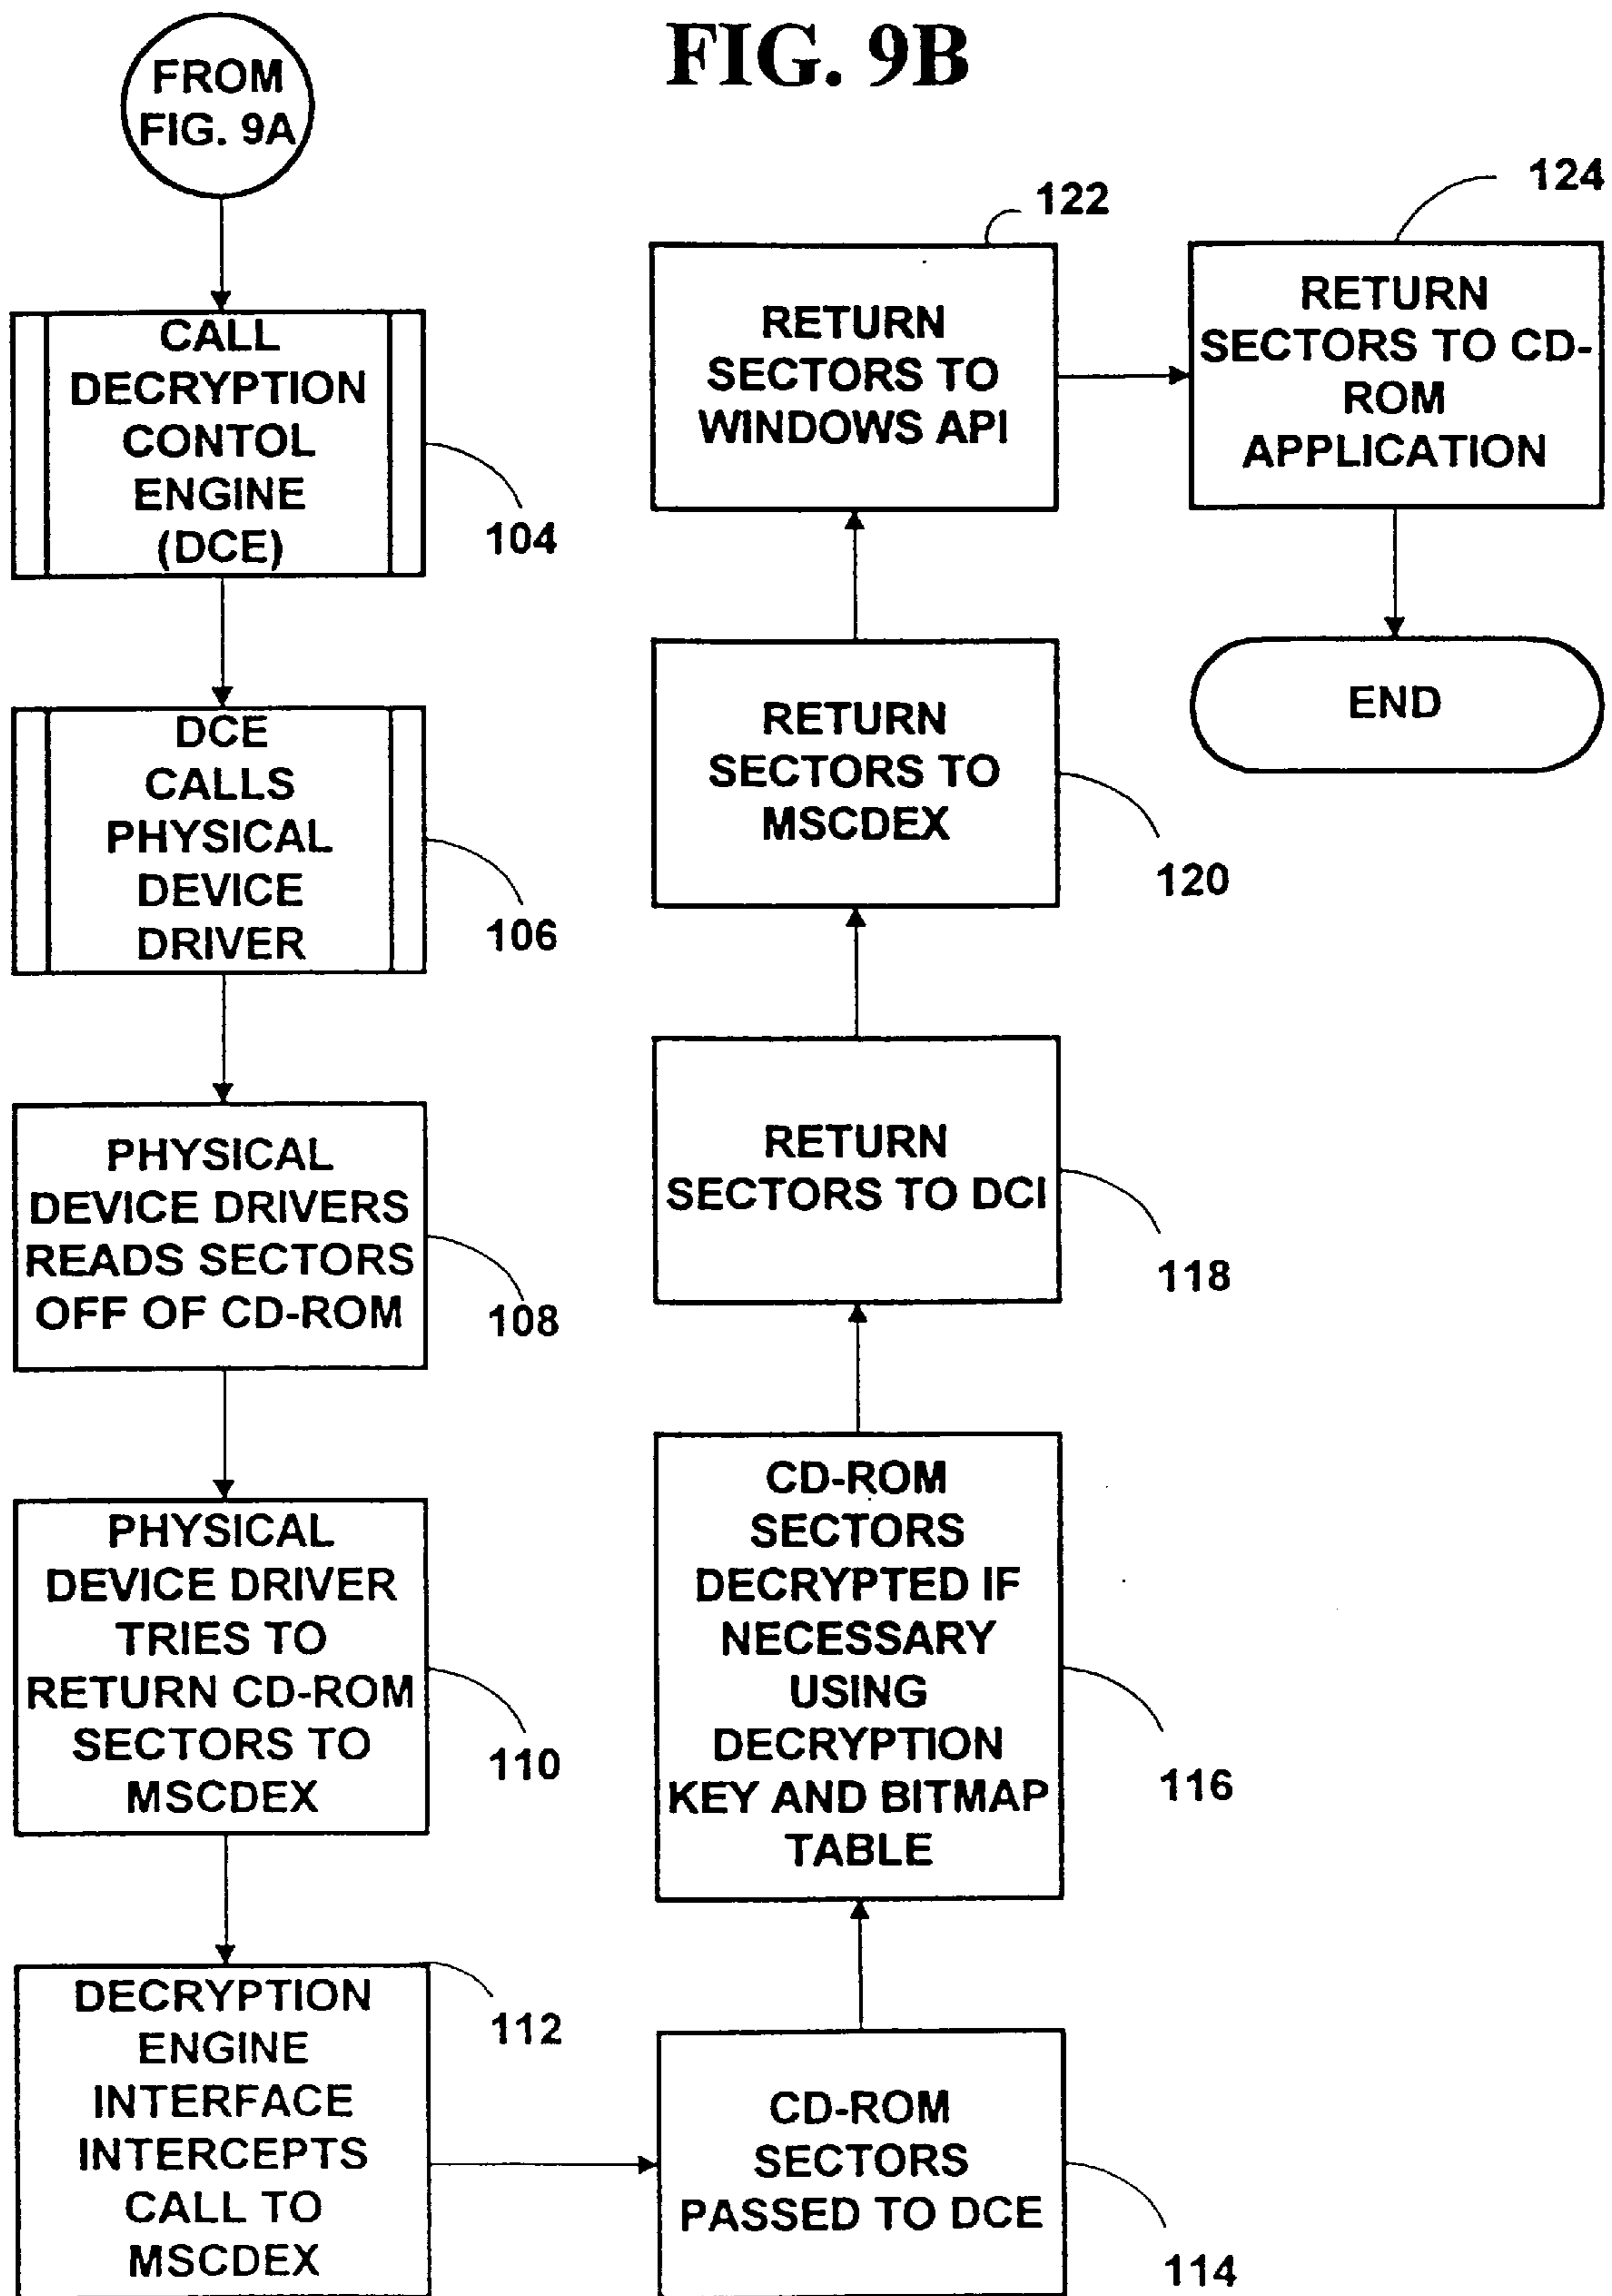 FIG. 9B
FROM
FIG. 9A
CALL
DECRYPTION
CONTOL
ENGINE
(DCE)
104
DCE
CALLS
PHYSICAL
DEVICE
DRIVER
106
PHYSICAL
DEVICE DRIVERS
READS SECTORS
OFF OF CD-ROM
108
PHYSICAL
DEVICE DRIVER
TRIES TO
RETURN CD-ROM
SECTORS TO
MSCDEX
110
DECRYPTION
ENGINE
INTERFACE
INTERCEPTS
CALL TO
MSCDEX
112
CD-ROM
SECTORS
PASSED TO DCE
114
CD-ROM
SECTORS
DECRYPTED IF
NECESSARY
USING
DECRYPTION
KEY AND BITMAP
TABLE
116
RETURN
SECTORS TO DCI
118
RETURN
SECTORS TO
MSCDEX
120
RETURN
SECTORS TO
WINDOWS API
122
RETURN
SECTORS TO CD-
ROM
APPLICATION
124
END